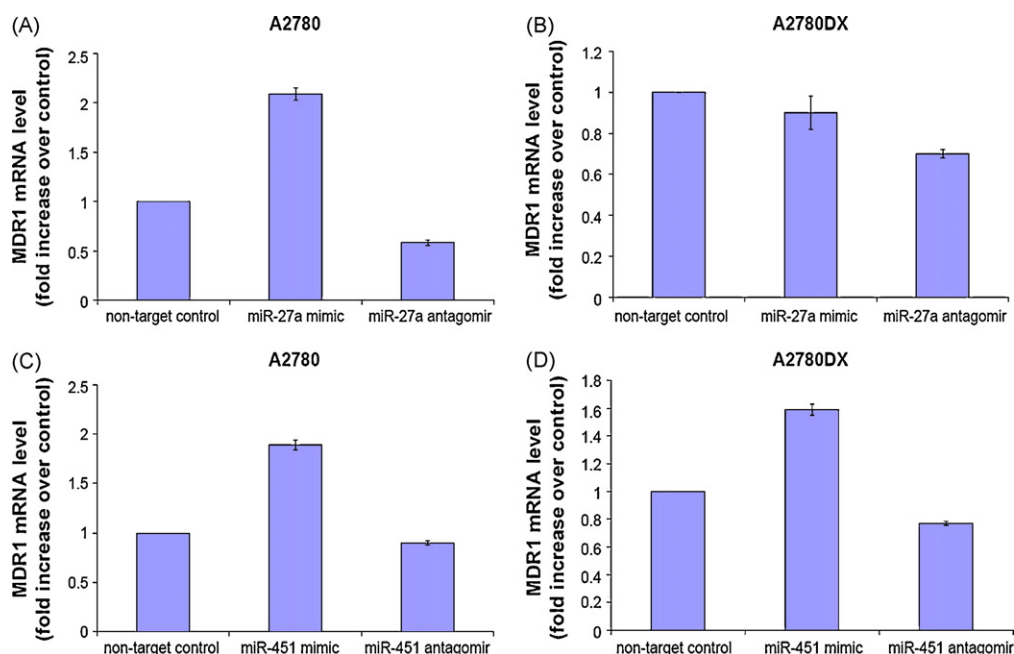 (A)
A2780
MDR1 mRNA level
(fold increase over control)
2.5
2
1.5
1
0.5
0
non-target control miR-27a mimic miR-27a antagomir
(B)
A2780DX
MDR1 mRNA level
(fold increase over control)
1.2
1
0.8
0.6
0.4
0.2
0
non-target control miR-27a mimic miR-27a antagomir
(C)
A2780
MDR1 mRNA level
(fold increase over control)
2.5
2
1.5
1
0.5
0
non-target control miR-451 mimic miR-451 antagomir
(D)
A2780DX
MDR1 mRNA level
(fold increase over control)
1.8
1.6
1.4
1.2
1
0.8
0.6
0.4
0.2
0
non-target control miR-451 mimic miR-451 antagomir